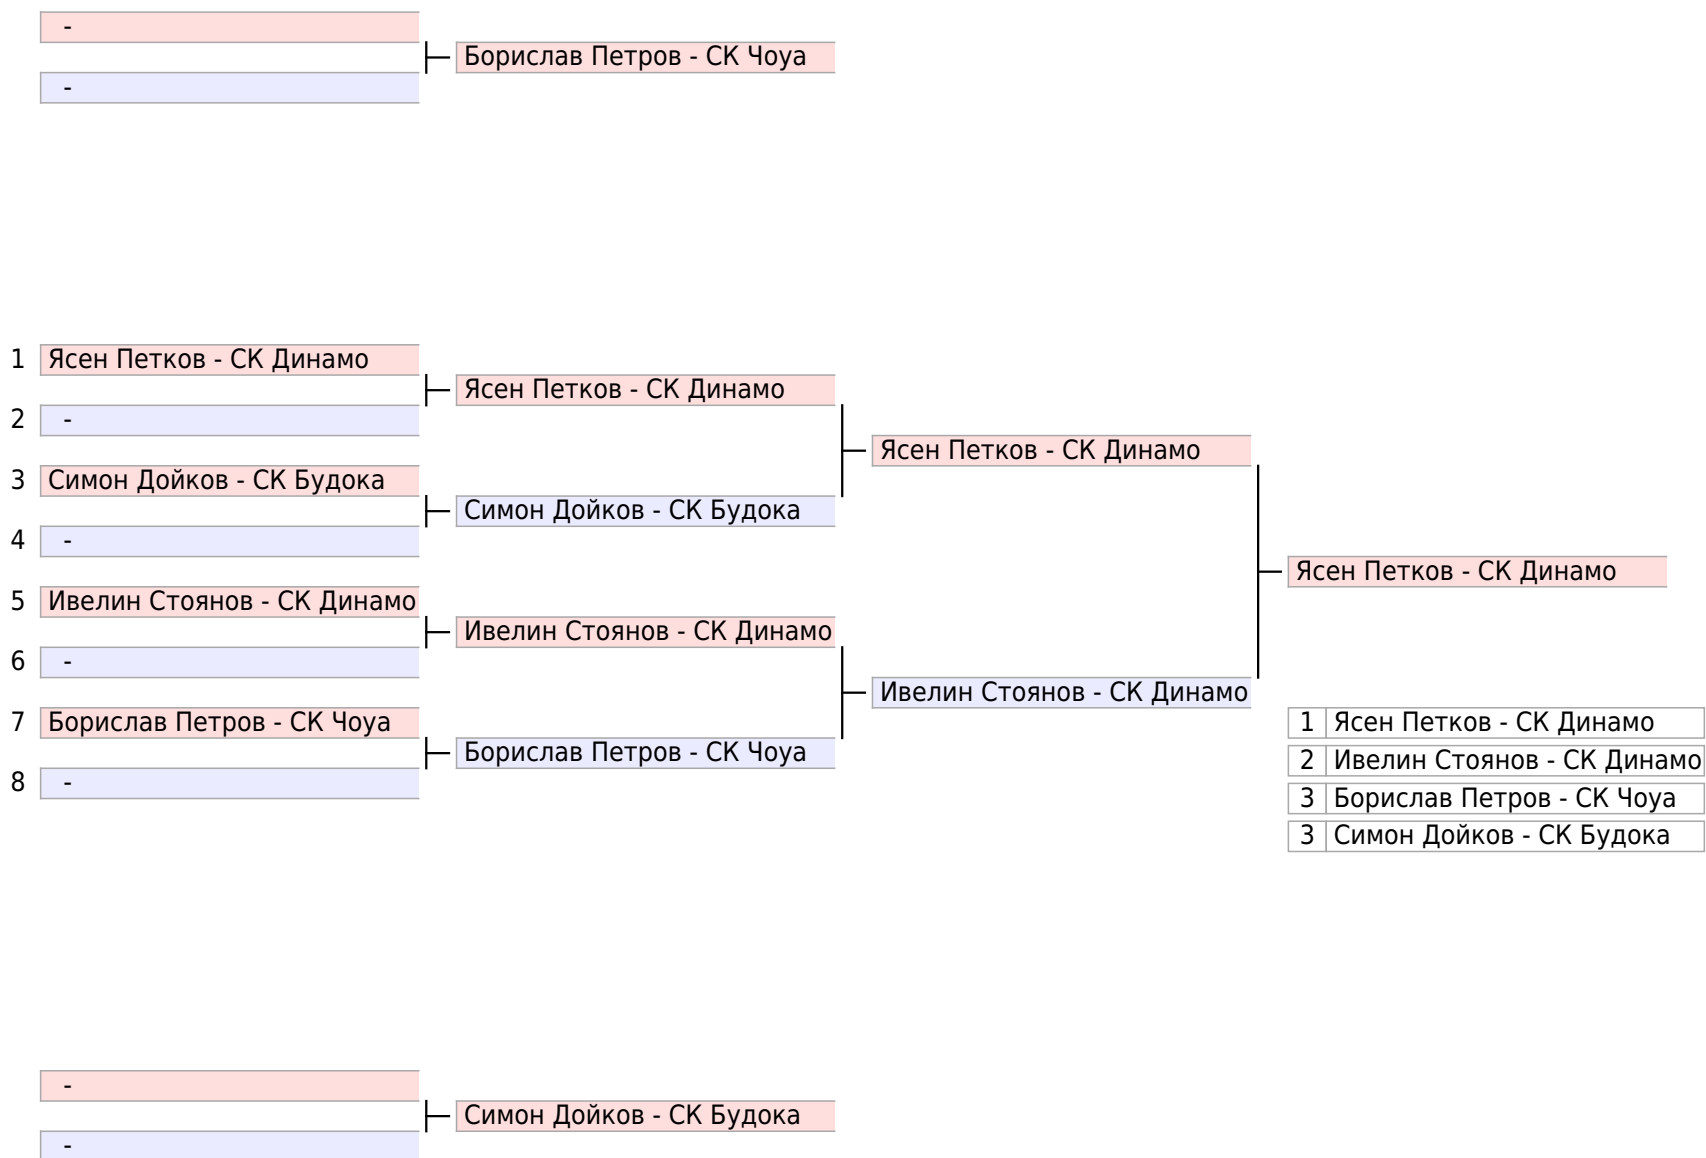 -
Борислав Петров - СК Чоуа
-
1 Ясен Петков - СК Динамо
Ясен Петков - СК Динамо
2 -
Ясен Петков - СК Динамо
3 Симон Дойков - СК Будока
Симон Дойков - СК Будока
4 -
Ясен Петков - СК Динамо
5 Ивелин Стоянов - СК Динамо
Ивелин Стоянов - СК Динамо
6 -
Ивелин Стоянов - СК Динамо
7 Борислав Петров - СК Чоуа
Борислав Петров - СК Чоуа
8 -
1 Ясен Петков - СК Динамо
2 Ивелин Стоянов - СК Динамо
3 Борислав Петров - СК Чоуа
3 Симон Дойков - СК Будока
-
Симон Дойков - СК Будока
-